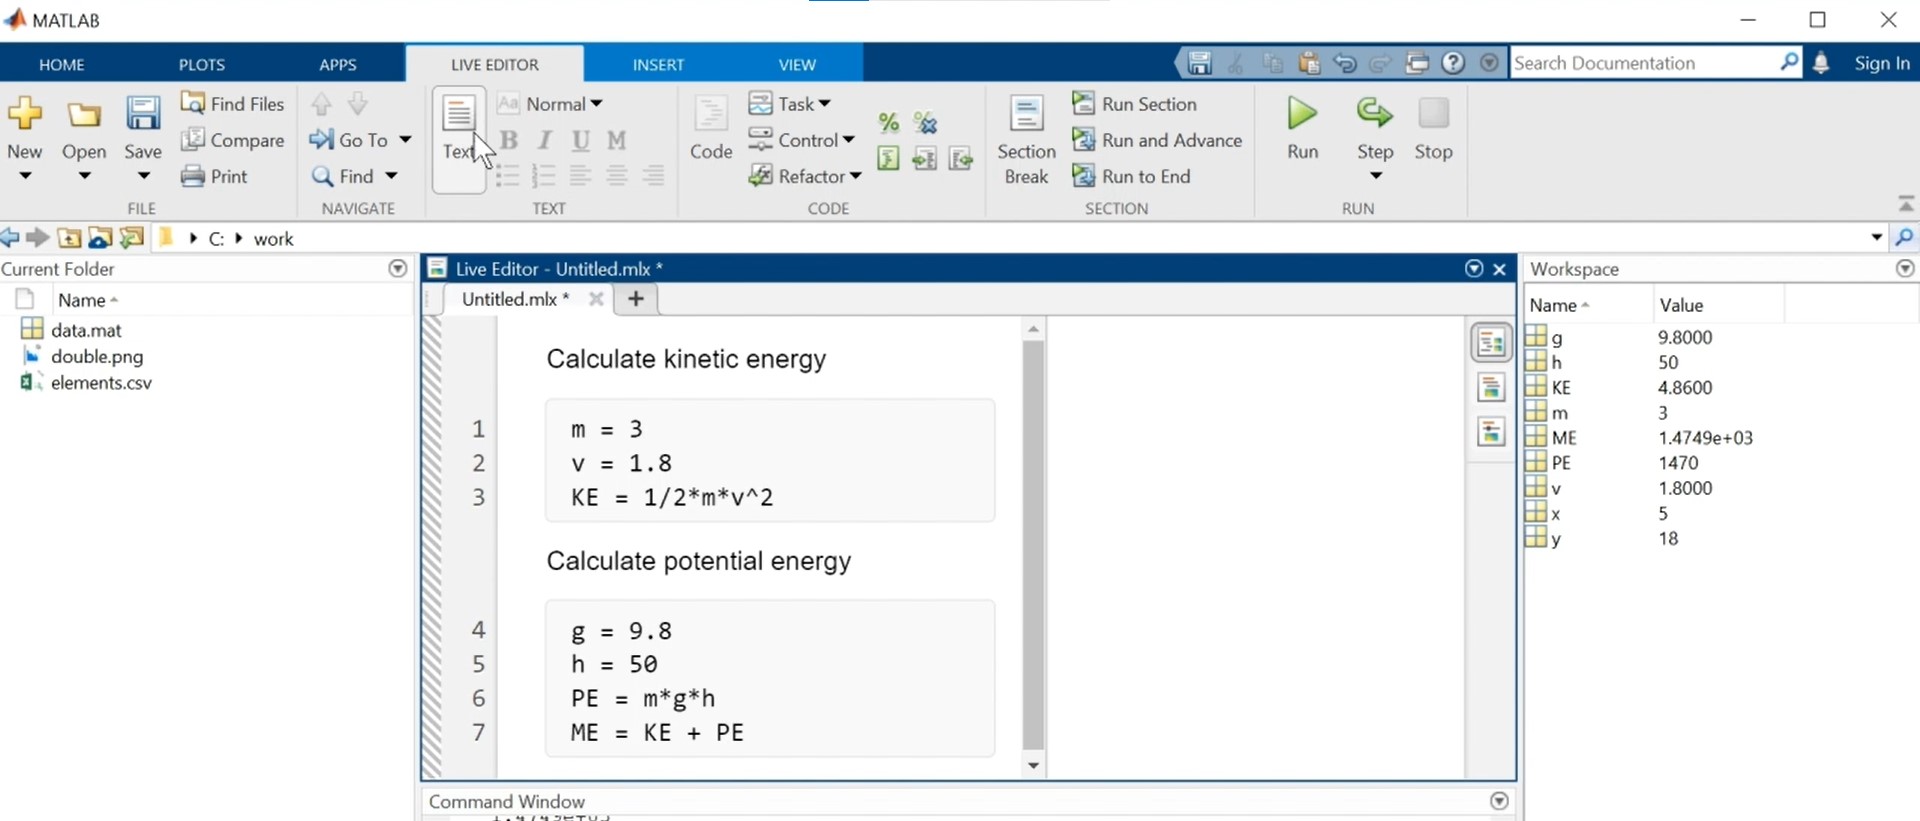 MATLAB
HOME PLOTS APPS LIVE EDITOR INSERT VIEW Search Documentation Sign In
New Open Save Find Files Compare Print
FILE
Go To Find
NAVIGATE
Text Aa Normal B I U M
TEXT
Code Task Control Refactor
CODE
Section Break Run Section Run and Advance Run to End
SECTION
Run Step Stop
RUN
C: work
Current Folder
Name
data.mat
double.png
elements.csv
Live Editor - Untitled.mlx *
Untitled.mlx *
Calculate kinetic energy
1 m = 3
2 v = 1.8
3 KE = 1/2*m*v^2
Calculate potential energy
4 g = 9.8
5 h = 50
6 PE = m*g*h
7 ME = KE + PE
Command Window
Workspace
Name Value
g 9.8000
h 50
KE 4.8600
m 3
ME 1.4749e+03
PE 1470
v 1.8000
x 5
y 18